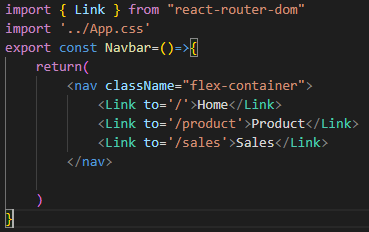 import { Link } from "react-router-dom"
import '../App.css'
export const Navbar=()=>{
    return(
        <nav className="flex-container">
            <Link to='/'>Home</Link>
            <Link to='/product'>Product</Link>
            <Link to='/sales'>Sales</Link>
        </nav>
    )
}